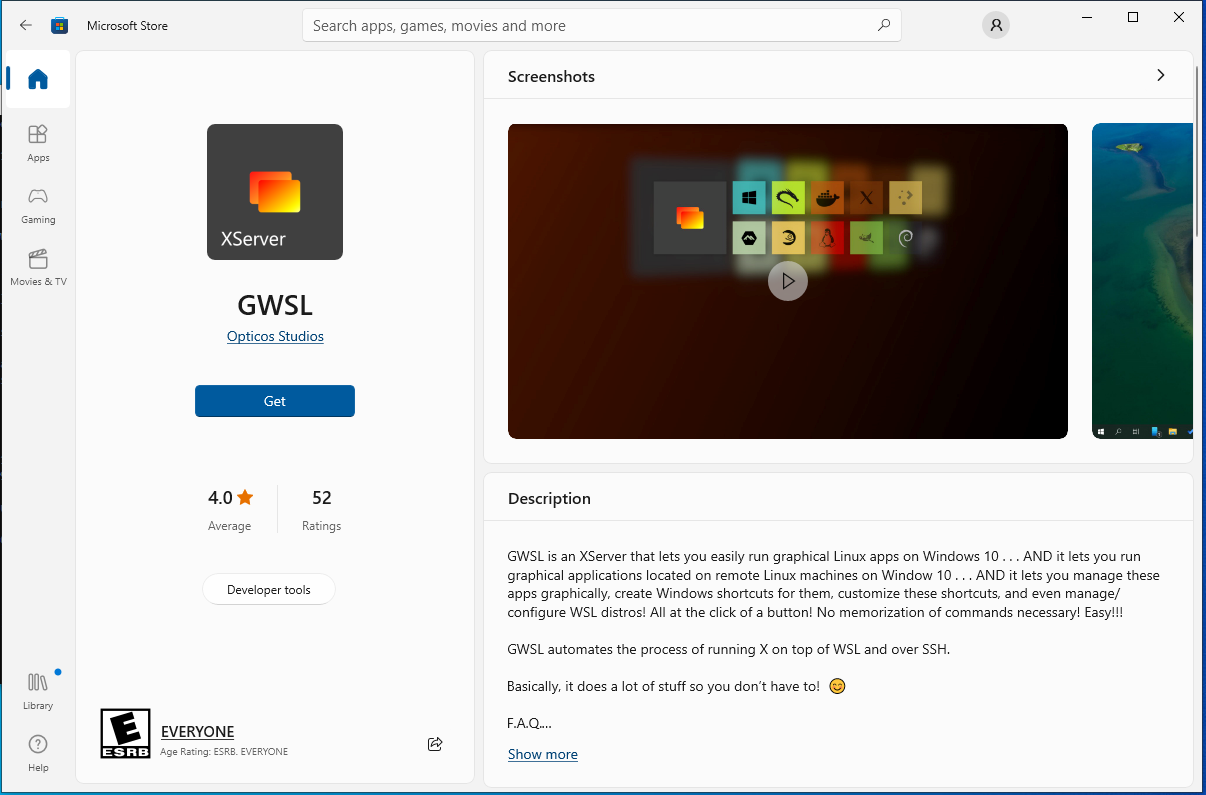 Microsoft Store
Search apps, games, movies and more
Apps
Gaming
Movies & TV
Library
Help
XServer
GWSL
Opticos Studios
Get
4.0
Average
52
Ratings
Developer tools
E
ESRB
EVERYONE
Age Rating: ESRB. EVERYONE
Screenshots
X
Description
GWSL is an XServer that lets you easily run graphical Linux apps on Windows 10 . . . AND it lets you run
graphical applications located on remote Linux machines on Window 10 . . . AND it lets you manage these
apps graphically, create Windows shortcuts for them, customize these shortcuts, and even manage/
configure WSL distros! All at the click of a button! No memorization of commands necessary! Easy!!!
GWSL automates the process of running X on top of WSL and over SSH.
Basically, it does a lot of stuff so you don’t have to! 😊
F.A.Q....
Show more